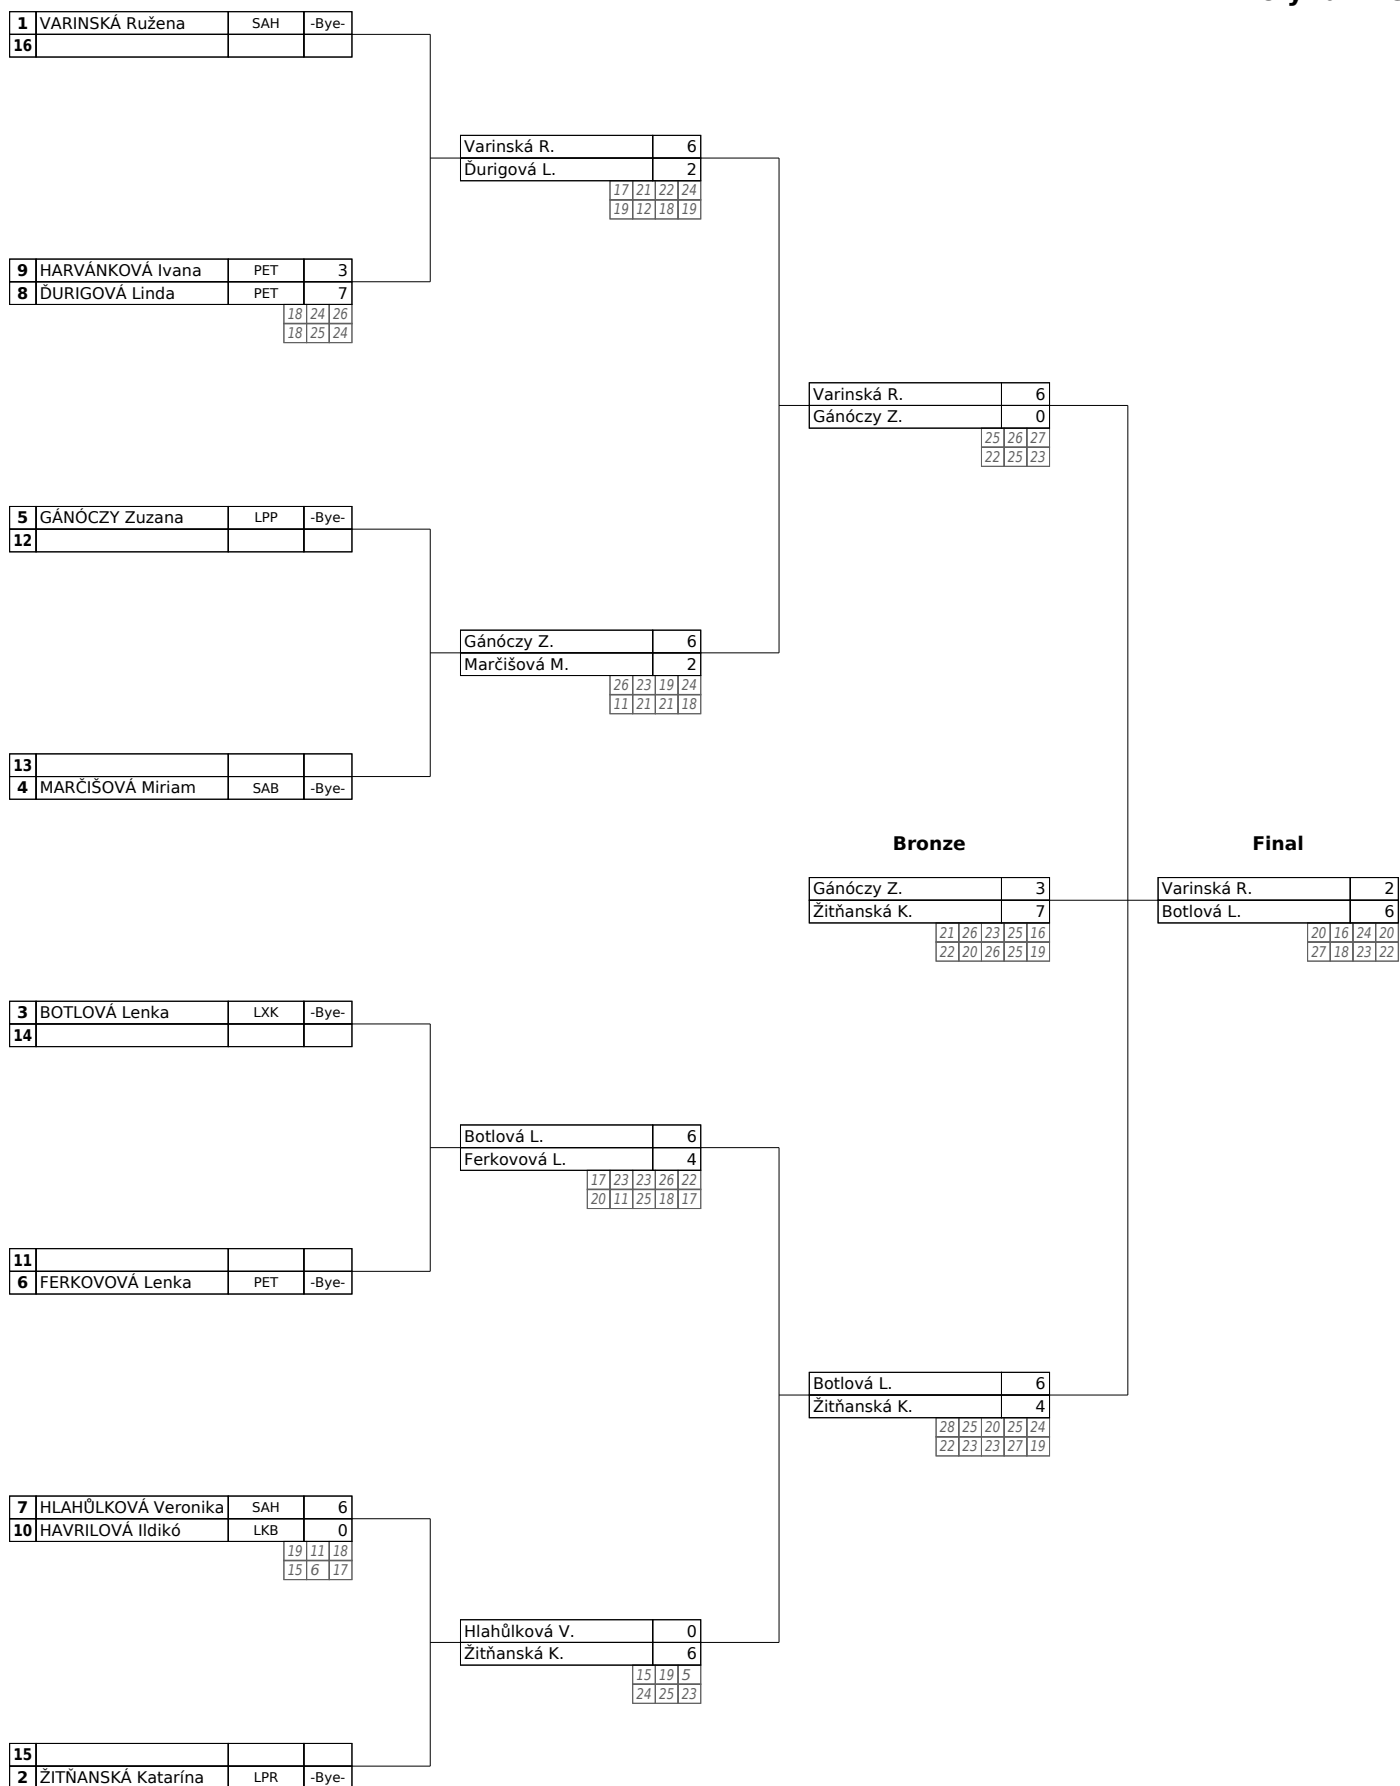 1 VARINSKÁ Ružena SAH -Bye-
16
Varinská R. 6
Ďurigová L. 2
17 21 22 24
19 12 18 19
9 HARVÁNKOVÁ Ivana PET 3
8 ĎURIGOVÁ Linda PET 7
18 24 26
18 25 24
Varinská R. 6
Gánóczy Z. 0
25 26 27
22 25 23
5 GÁNÓCZY Zuzana LPP -Bye-
12
Gánóczy Z. 6
Marčišová M. 2
26 23 19 24
11 21 21 18
13
4 MARČIŠOVÁ Miriam SAB -Bye-
Bronze Final
Gánóczy Z. 3 Varinská R. 2
Žitňanská K. 7 Botlová L. 6
21 26 23 25 16 20 16 24 20
22 20 26 25 19 27 18 23 22
3 BOTLOVÁ Lenka LXK -Bye-
14
Botlová L. 6
Ferkovová L. 4
17 23 23 26 22
20 11 25 18 17
11
6 FERKOVOVÁ Lenka PET -Bye-
Botlová L. 6
Žitňanská K. 4
28 25 20 25 24
22 23 23 27 19
7 HLAHŮLKOVÁ Veronika SAH 6
10 HAVRILOVÁ Ildikó LKB 0
19 11 18
15 6 17
Hlahůlková V. 0
Žitňanská K. 6
15 19 5
24 25 23
15
2 ŽITŇANSKÁ Katarína LPR -Bye-